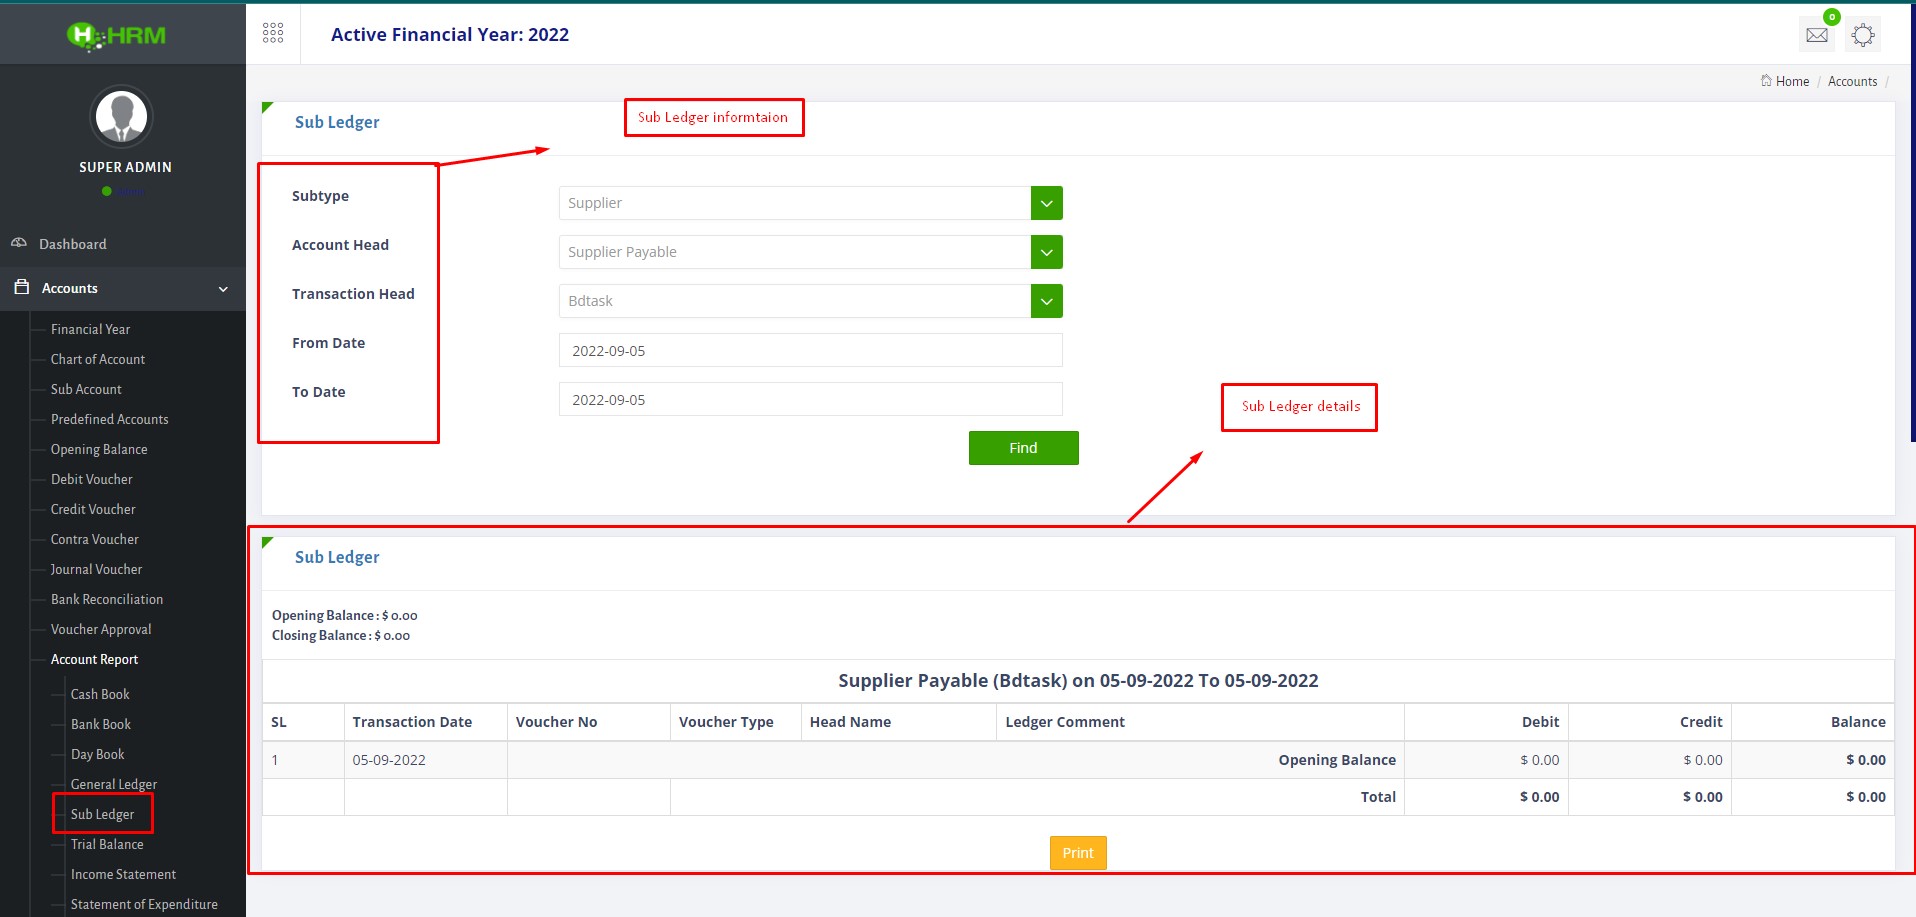 HRM
Active Financial Year: 2022
0
Home / Accounts /
SUPER ADMIN
Dashboard
Accounts
Financial Year
Chart of Account
Sub Account
Predefined Accounts
Opening Balance
Debit Voucher
Credit Voucher
Contra Voucher
Journal Voucher
Bank Reconciliation
Voucher Approval
Account Report
Cash Book
Bank Book
Day Book
General Ledger
Sub Ledger
Trial Balance
Income Statement
Statement of Expenditure
Sub Ledger
Sub Ledger informtaion
Subtype
Supplier
Account Head
Supplier Payable
Transaction Head
Bdtask
From Date
2022-09-05
To Date
2022-09-05
Find
Sub Ledger details
Sub Ledger
Opening Balance : $ 0.00
Closing Balance : $ 0.00
Supplier Payable (Bdtask) on 05-09-2022 To 05-09-2022
SL Transaction Date Voucher No Voucher Type Head Name Ledger Comment Debit Credit Balance
1 05-09-2022 Opening Balance $ 0.00 $ 0.00 $ 0.00
Total $ 0.00 $ 0.00 $ 0.00
Print